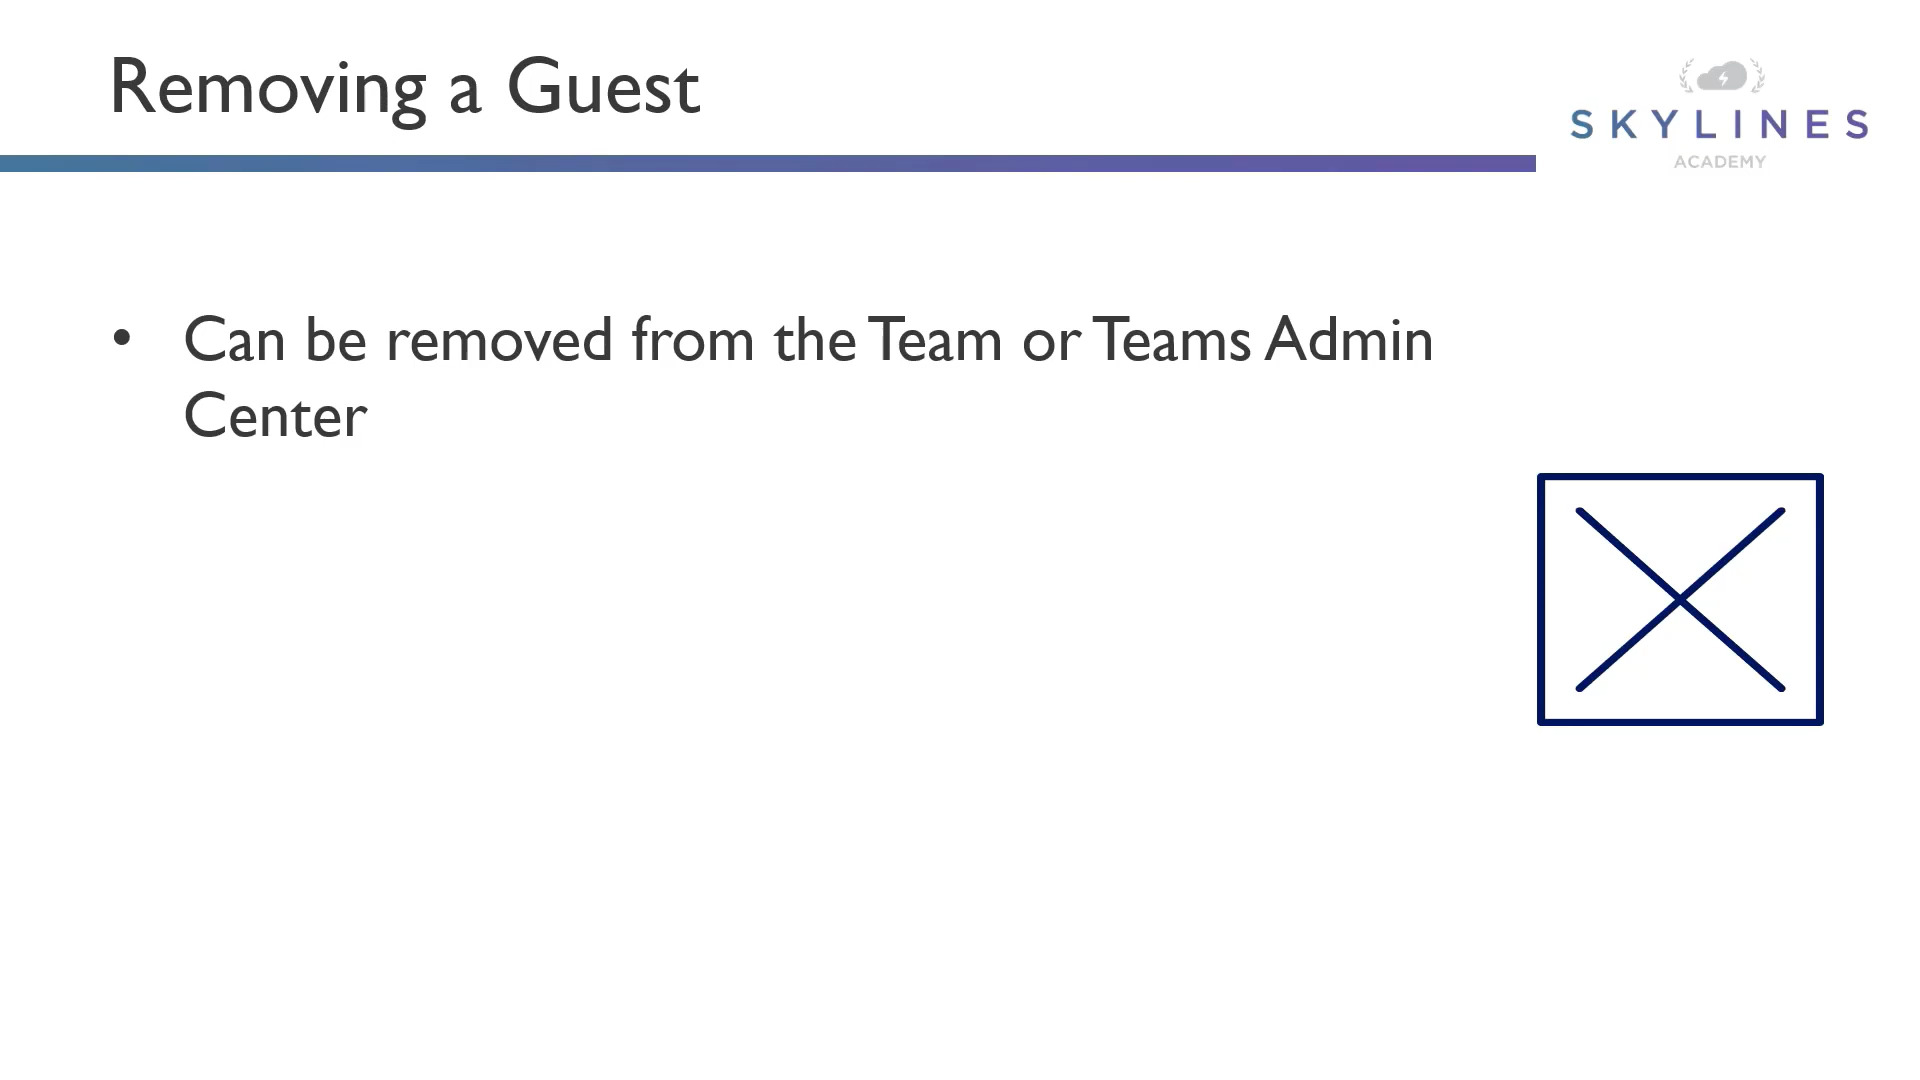 Removing a Guest
SKYLINES
ACADEMY
• Can be removed from the Team or Teams Admin
Center